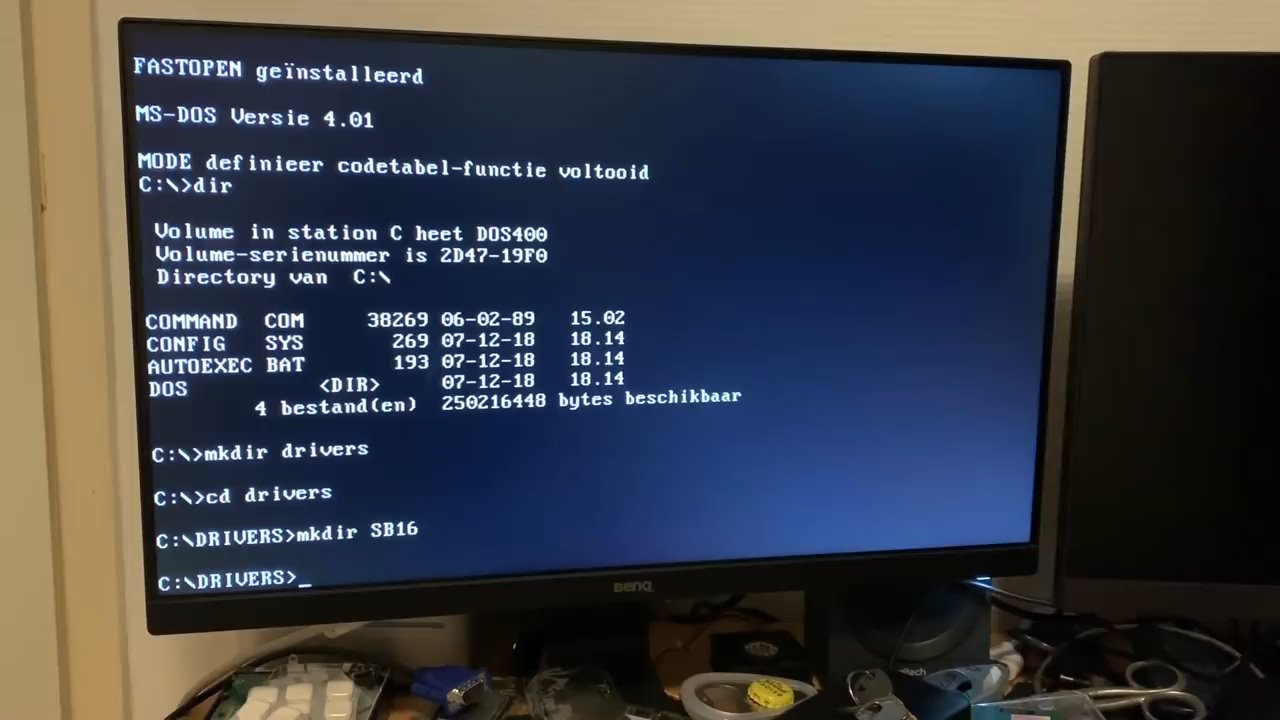 FASTOPEN geïnstalleerd
MS-DOS Versie 4.01
MODE definieer codetabel-functie voltooid
C:\>dir
Volume in station C heet DOS400
Volume-serienummer is 2D47-19F0
Directory van  C:\
COMMAND  COM     38269 06-02-89   15.02
CONFIG   SYS       269 07-12-18   18.14
AUTOEXEC BAT       193 07-12-18   18.14
DOS          <DIR>     07-12-18   18.14
4 bestand(en)  250216448 bytes beschikbaar
C:\>mkdir drivers
C:\>cd drivers
C:\DRIVERS>mkdir SB16
C:\DRIVERS>_
BenQ